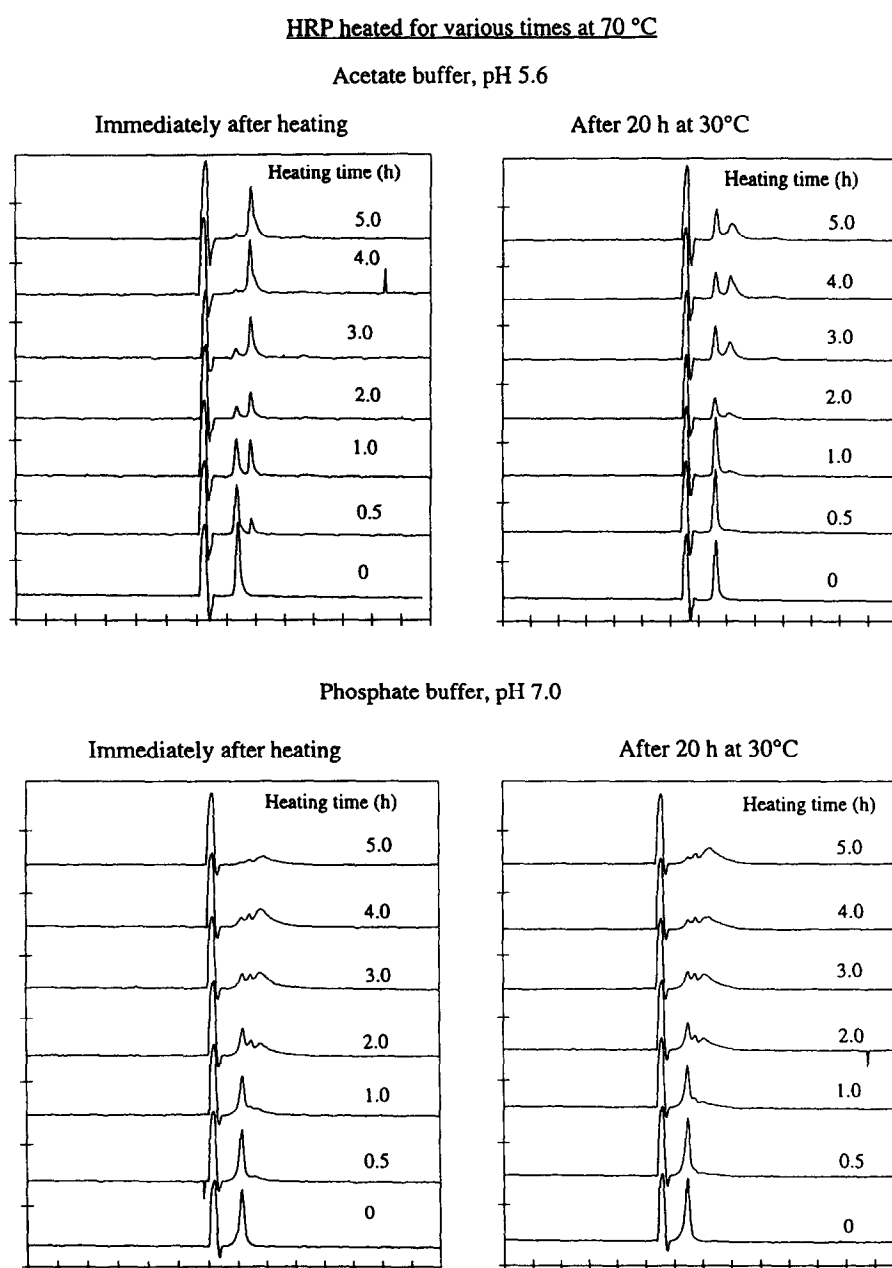 HRP heated for various times at 70 °C
Acetate buffer, pH 5.6
Immediately after heating
Heating time (h)
5.0
4.0
3.0
2.0
1.0
0.5
0
After 20 h at 30°C
Heating time (h)
5.0
4.0
3.0
2.0
1.0
0.5
0
Phosphate buffer, pH 7.0
Immediately after heating
Heating time (h)
5.0
4.0
3.0
2.0
1.0
0.5
0
After 20 h at 30°C
Heating time (h)
5.0
4.0
3.0
2.0
1.0
0.5
0